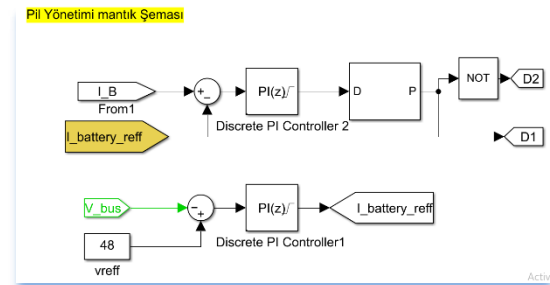 Pil Yönetimi mantık Şeması
I_B
From1
+
−
PI(z)
Discrete PI Controller 2
D
P
NOT
D2
D1
I_battery_reff
V_bus
−
+
PI(z)
Discrete PI Controller1
I_battery_reff
48
vreff
Activ